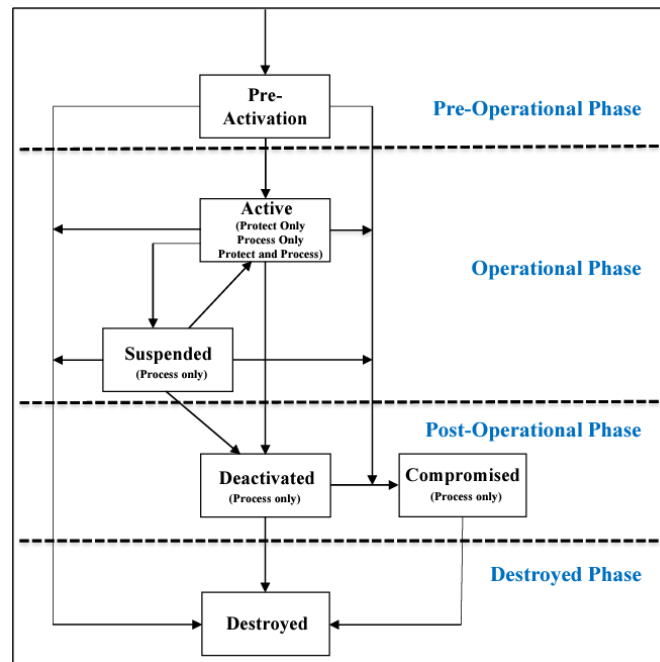 Pre-
Activation
Pre-Operational Phase
Active
(Protect Only
Process Only
Protect and Process)
Operational Phase
Suspended
(Process only)
Post-Operational Phase
Deactivated
(Process only)
Compromised
(Process only)
Destroyed Phase
Destroyed